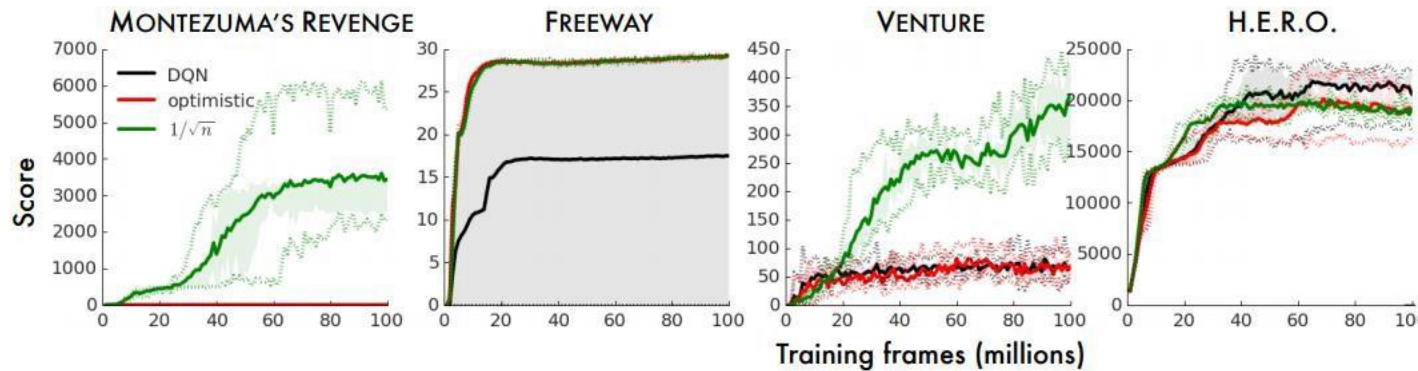 MONTEZUMA'S REVENGE
FREEWAY
VENTURE
H.E.R.O.
Score
7000
6000
5000
4000
3000
2000
1000
0
0 20 40 60 80 100
DQN
optimistic
1/√n
30
25
20
15
10
5
0
0 20 40 60 80 100
450
400
350
300
250
200
150
100
50
0
0 20 40 60 80 100
25000
20000
15000
10000
5000
0
0 20 40 60 80 100
Training frames (millions)